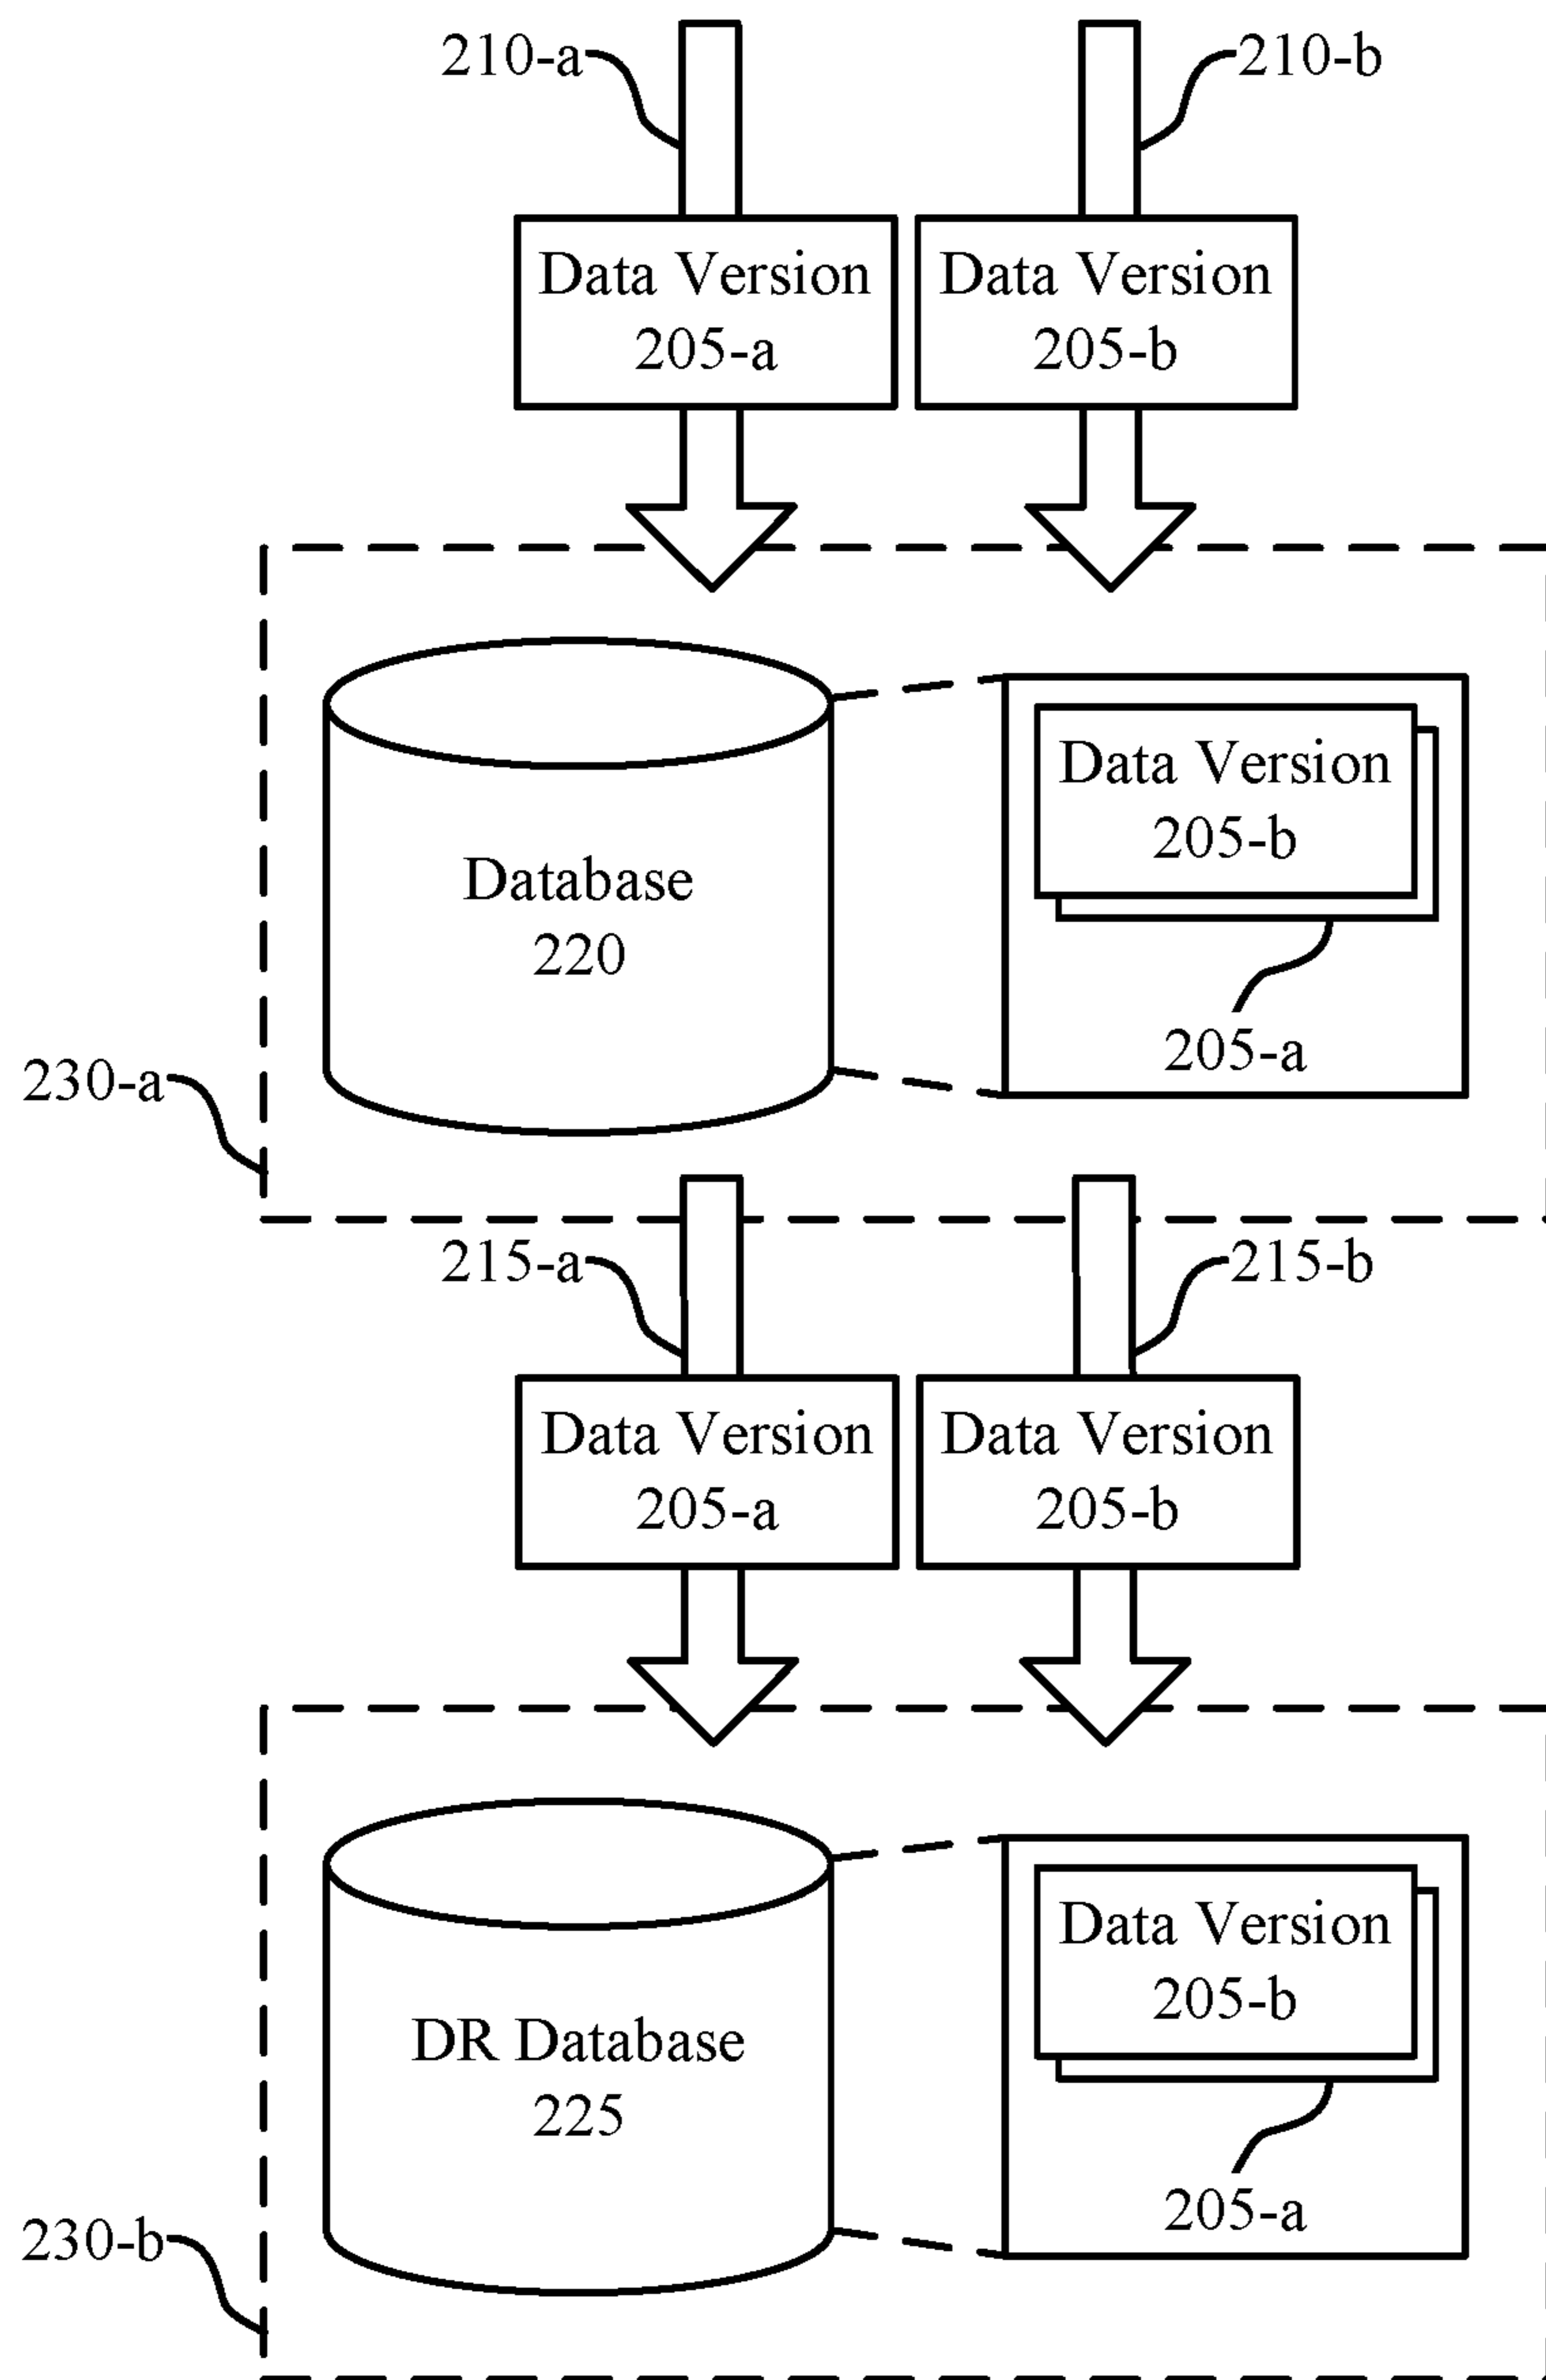 210-a
210-b
Data Version
205-a
Data Version
205-b
Database
220
Data Version
205-b
205-a
230-a
215-a
215-b
Data Version
205-a
Data Version
205-b
DR Database
225
Data Version
205-b
205-a
230-b